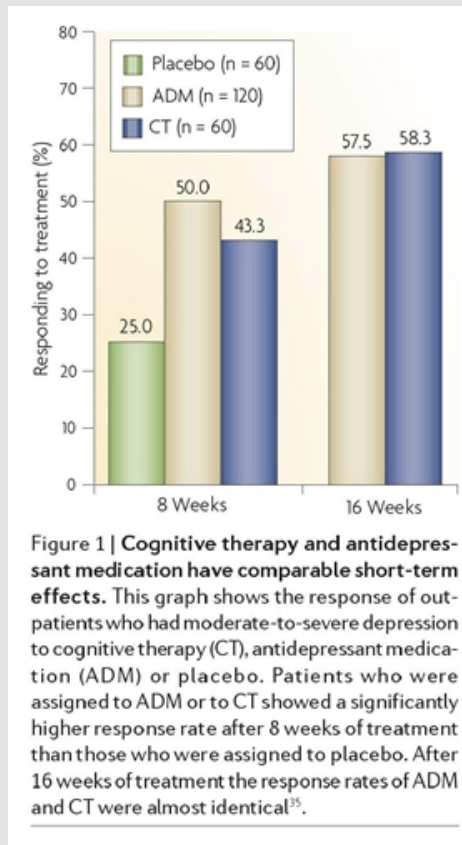 80
70
60
50
40
30
20
10
0
Responding to treatment (%)
Placebo (n = 60)
ADM (n = 120)
CT (n = 60)
25.0
50.0
43.3
57.5
58.3
8 Weeks
16 Weeks
Figure 1 | Cognitive therapy and antidepres-
sant medication have comparable short-term
effects. This graph shows the response of out-
patients who had moderate-to-severe depression
to cognitive therapy (CT), antidepressant medica-
tion (ADM) or placebo. Patients who were
assigned to ADM or to CT showed a significantly
higher response rate after 8 weeks of treatment
than those who were assigned to placebo. After
16 weeks of treatment the response rates of ADM
and CT were almost identical³⁵.